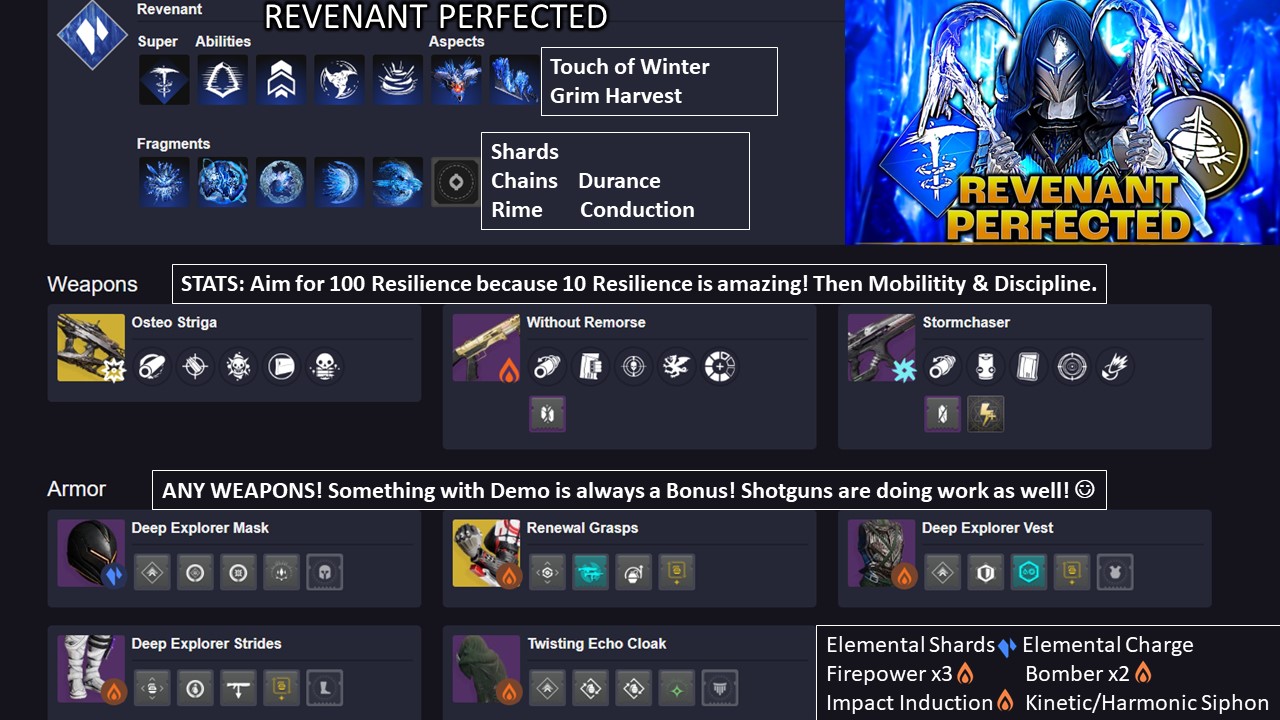 Revenant
REVENANT PERFECTED
Super Abilities Aspects
Touch of Winter
Grim Harvest
Fragments
Shards
Chains Durance
Rime Conduction
REVENANT
PERFECTED
Weapons
STATS: Aim for 100 Resilience because 10 Resilience is amazing! Then Mobilitity & Discipline.
Osteo Striga
Without Remorse
Stormchaser
Armor
ANY WEAPONS! Something with Demo is always a Bonus! Shotguns are doing work as well! ☺
Deep Explorer Mask
Renewal Grasps
Deep Explorer Vest
Deep Explorer Strides
Twisting Echo Cloak
Elemental Shards Elemental Charge
Firepower x3 Bomber x2
Impact Induction Kinetic/Harmonic Siphon